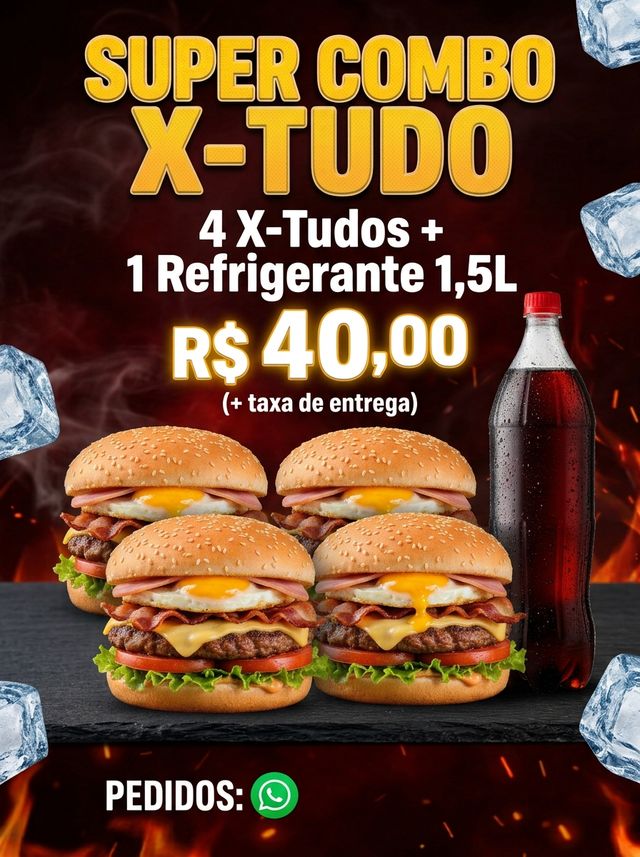 SUPER COMBO
X-TUDO
4 X-Tudos +
1 Refrigerante 1,5L
R$ 40,00
(+ taxa de entrega)
PEDIDOS: